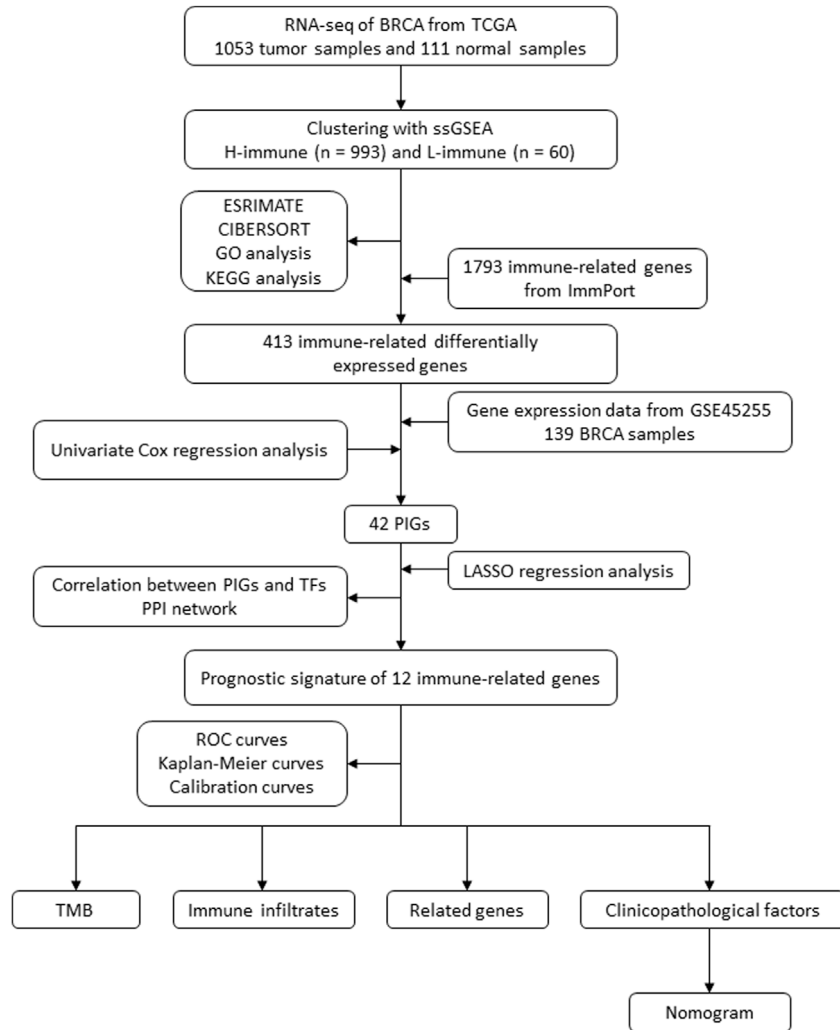 RNA-seq of BRCA from TCGA
1053 tumor samples and 111 normal samples
Clustering with ssGSEA
H-immune (n = 993) and L-immune (n = 60)
ESRIMATE
CIBERSORT
GO analysis
KEGG analysis
1793 immune-related genes
from ImmPort
413 immune-related differentially
expressed genes
Gene expression data from GSE45255
139 BRCA samples
Univariate Cox regression analysis
42 PIGs
LASSO regression analysis
Correlation between PIGs and TFs
PPI network
Prognostic signature of 12 immune-related genes
ROC curves
Kaplan-Meier curves
Calibration curves
TMB
Immune infiltrates
Related genes
Clinicopathological factors
Nomogram